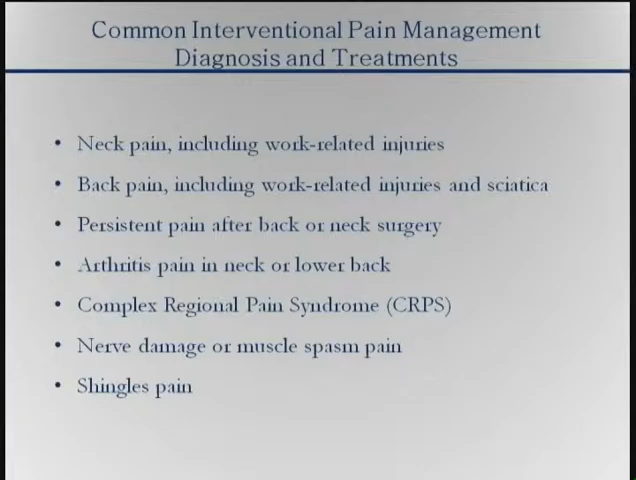 Common Interventional Pain Management
Diagnosis and Treatments
• Neck pain, including work-related injuries
• Back pain, including work-related injuries and sciatica
• Persistent pain after back or neck surgery
• Arthritis pain in neck or lower back
• Complex Regional Pain Syndrome (CRPS)
• Nerve damage or muscle spasm pain
• Shingles pain